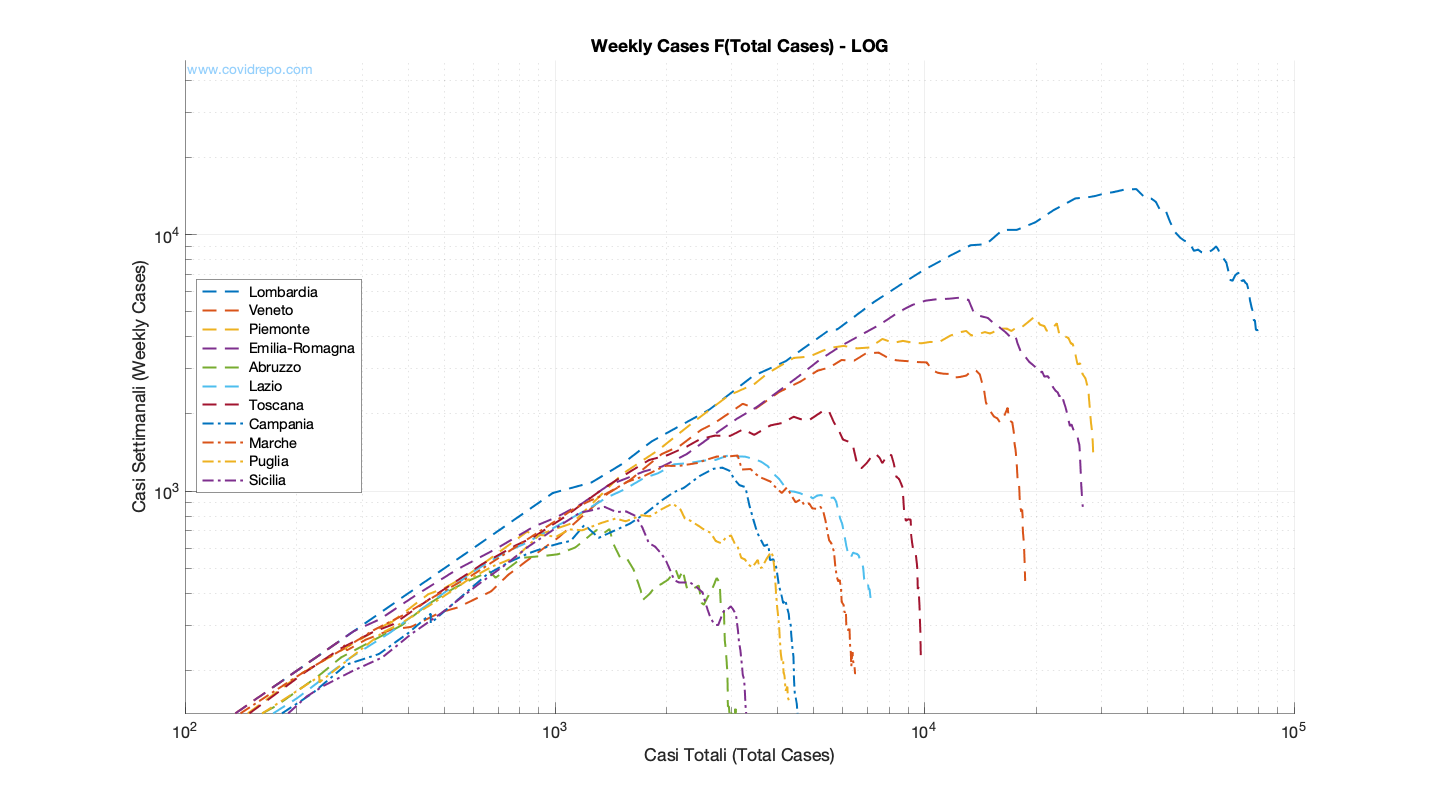 Weekly Cases F(Total Cases) - LOG
www.covidrepo.com
Casi Settimanali (Weekly Cases)
10^4
10^3
Lombardia
Veneto
Piemonte
Emilia-Romagna
Abruzzo
Lazio
Toscana
Campania
Marche
Puglia
Sicilia
10^2
10^3
10^4
10^5
Casi Totali (Total Cases)